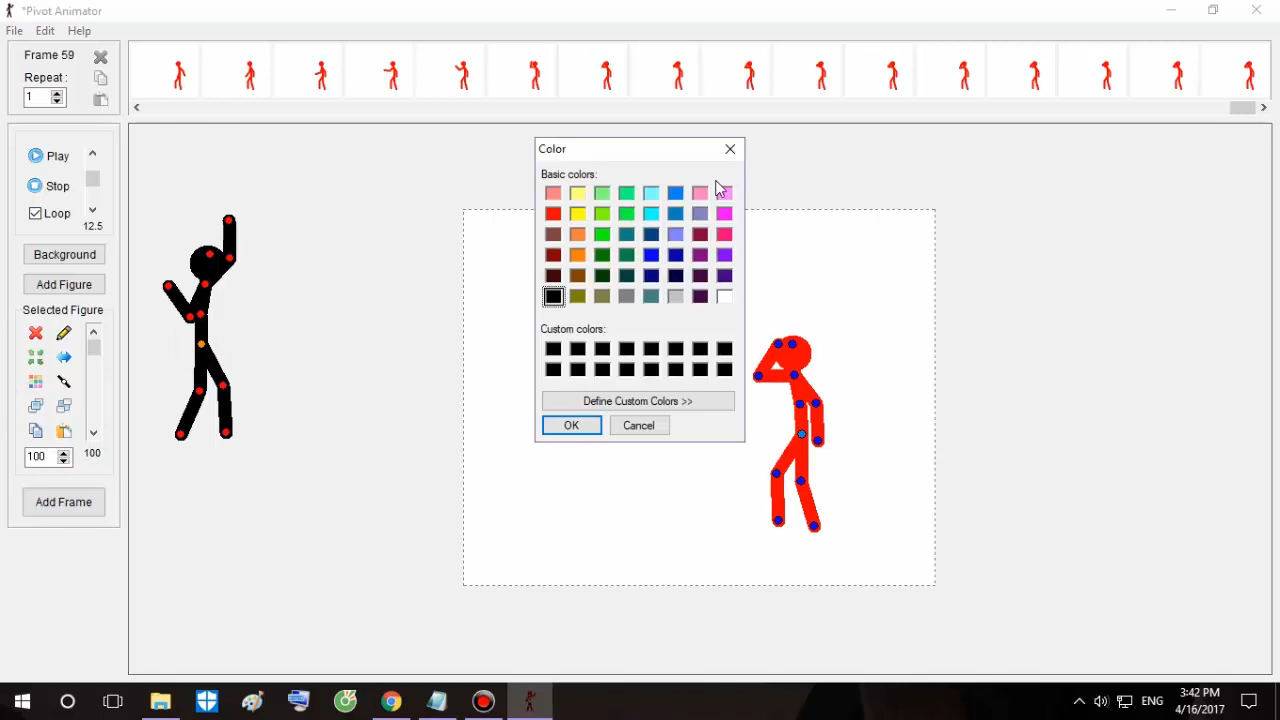 *Pivot Animator
File Edit Help
Frame 59
Repeat:
1
Play
Stop
Loop
12.5
Background
Add Figure
Selected Figure
100 100
Add Frame
Color
Basic colors:
Custom colors:
Define Custom Colors >>
OK Cancel
ENG
3:42 PM
4/16/2017